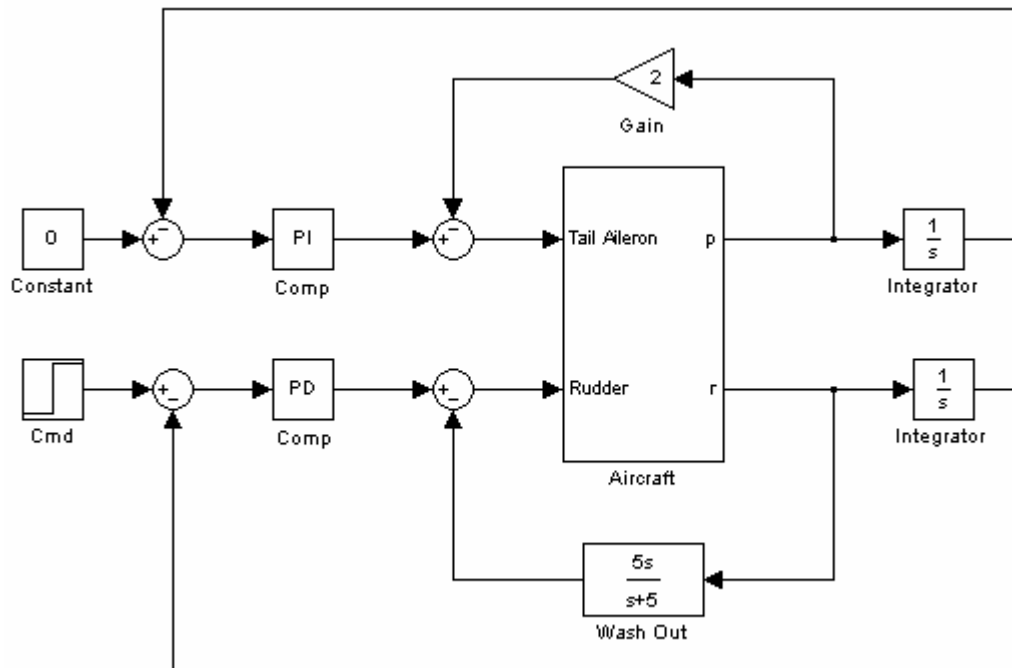 2
Gain
0
Constant
+
−
PI
Comp
+
−
Tail Aileron
p
1
s
Integrator
Cmd
+
−
PD
Comp
+
−
Rudder
r
1
s
Integrator
Aircraft
5s
s+5
Wash Out